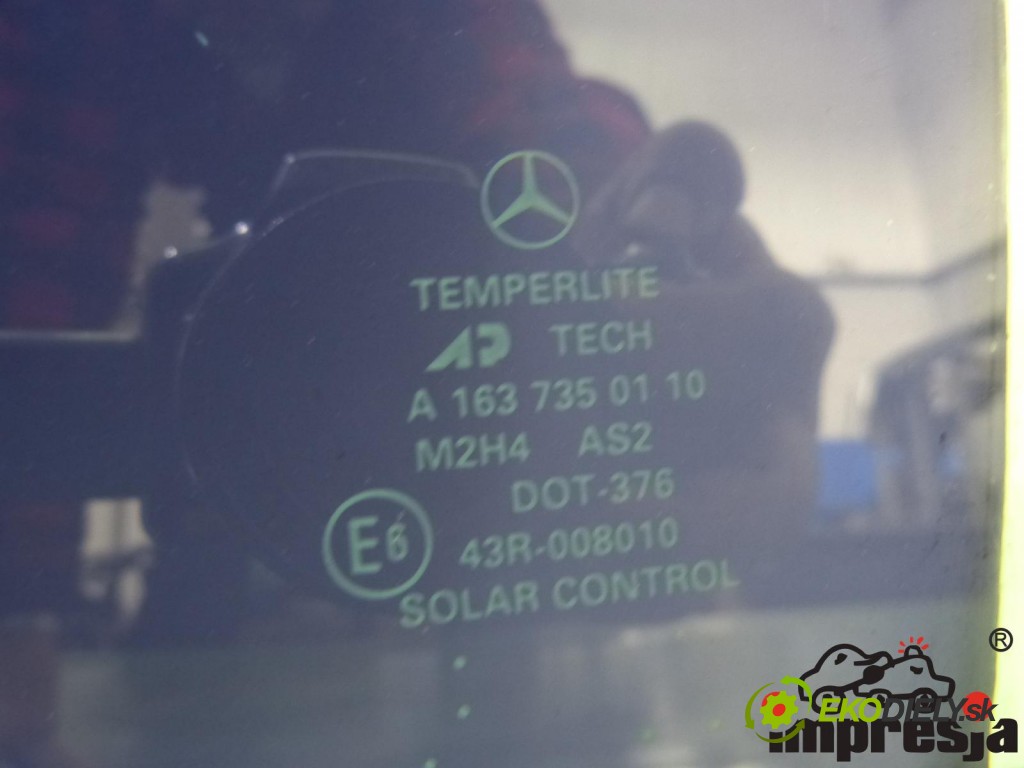 TEMPERLITE
AP TECH
A 163 735 01 10
M2H4 AS2
DOT-376
E6 43R-008010
SOLAR CONTROL
®
EKODIELY.sk
impresja